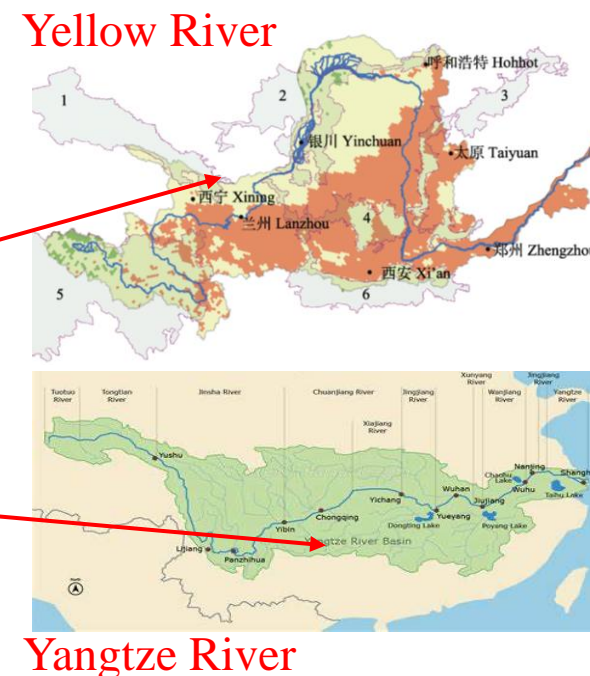 Yellow River
呼和浩特 Hohhot
1
2
3
银川 Yinchuan
太原 Taiyuan
西宁 Xining
兰州 Lanzhou
4
郑州 Zhengzhou
西安 Xi'an
5
6
Tuotuo River
Tongtian River
Jinsha River
Chuanjiang River
Xiajiang River
Jingjiang River
Xunyang River
Wanjiang River
Jingjiang River
Yangtze River
Yushu
Lijiang
Panzhihua
Yibin
Chongqing
Yichang
Dongting Lake
Yueyang
Wuhan
Jiujiang
Poyang Lake
Chaohu Lake
Wuhu
Nanjing
Taihu Lake
Shangh
Yangtze River Basin
Yangtze River